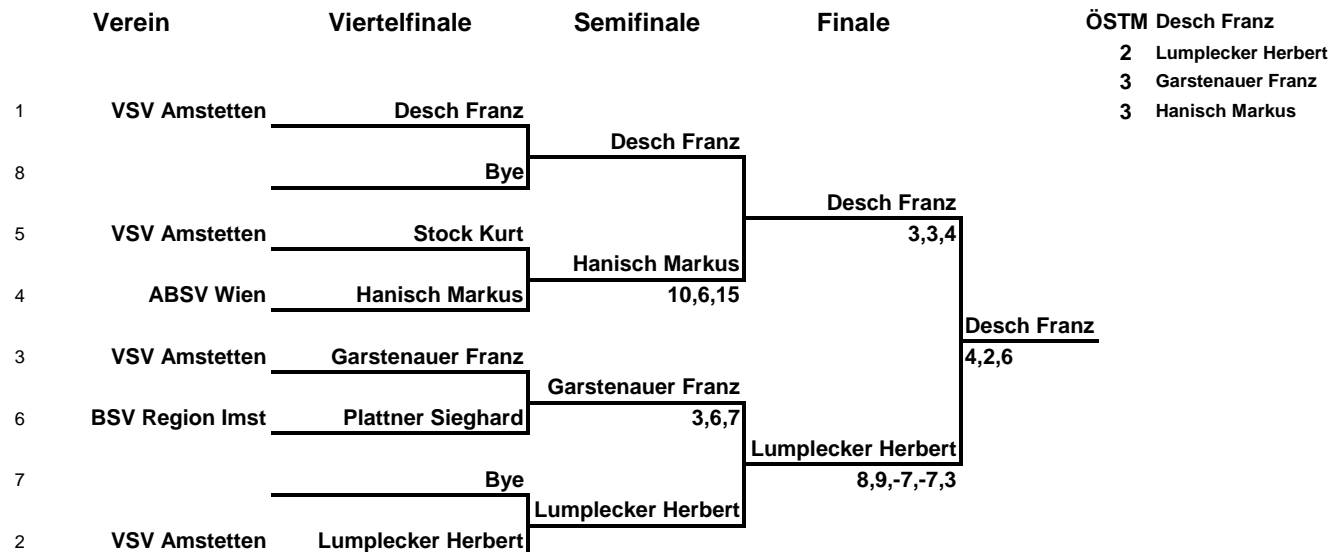 Verein Viertelfinale Semifinale Finale ÖSTM Desch Franz
2 Lumplecker Herbert
3 Garstenauer Franz
1 VSV Amstetten Desch Franz 3 Hanisch Markus
Desch Franz
8 Bye
Desch Franz
5 VSV Amstetten Stock Kurt 3,3,4
Hanisch Markus
4 ABSV Wien Hanisch Markus 10,6,15
Desch Franz
3 VSV Amstetten Garstenauer Franz 4,2,6
Garstenauer Franz
6 BSV Region Imst Plattner Sieghard 3,6,7
Lumplecker Herbert
7 Bye 8,9,-7,-7,3
Lumplecker Herbert
2 VSV Amstetten Lumplecker Herbert